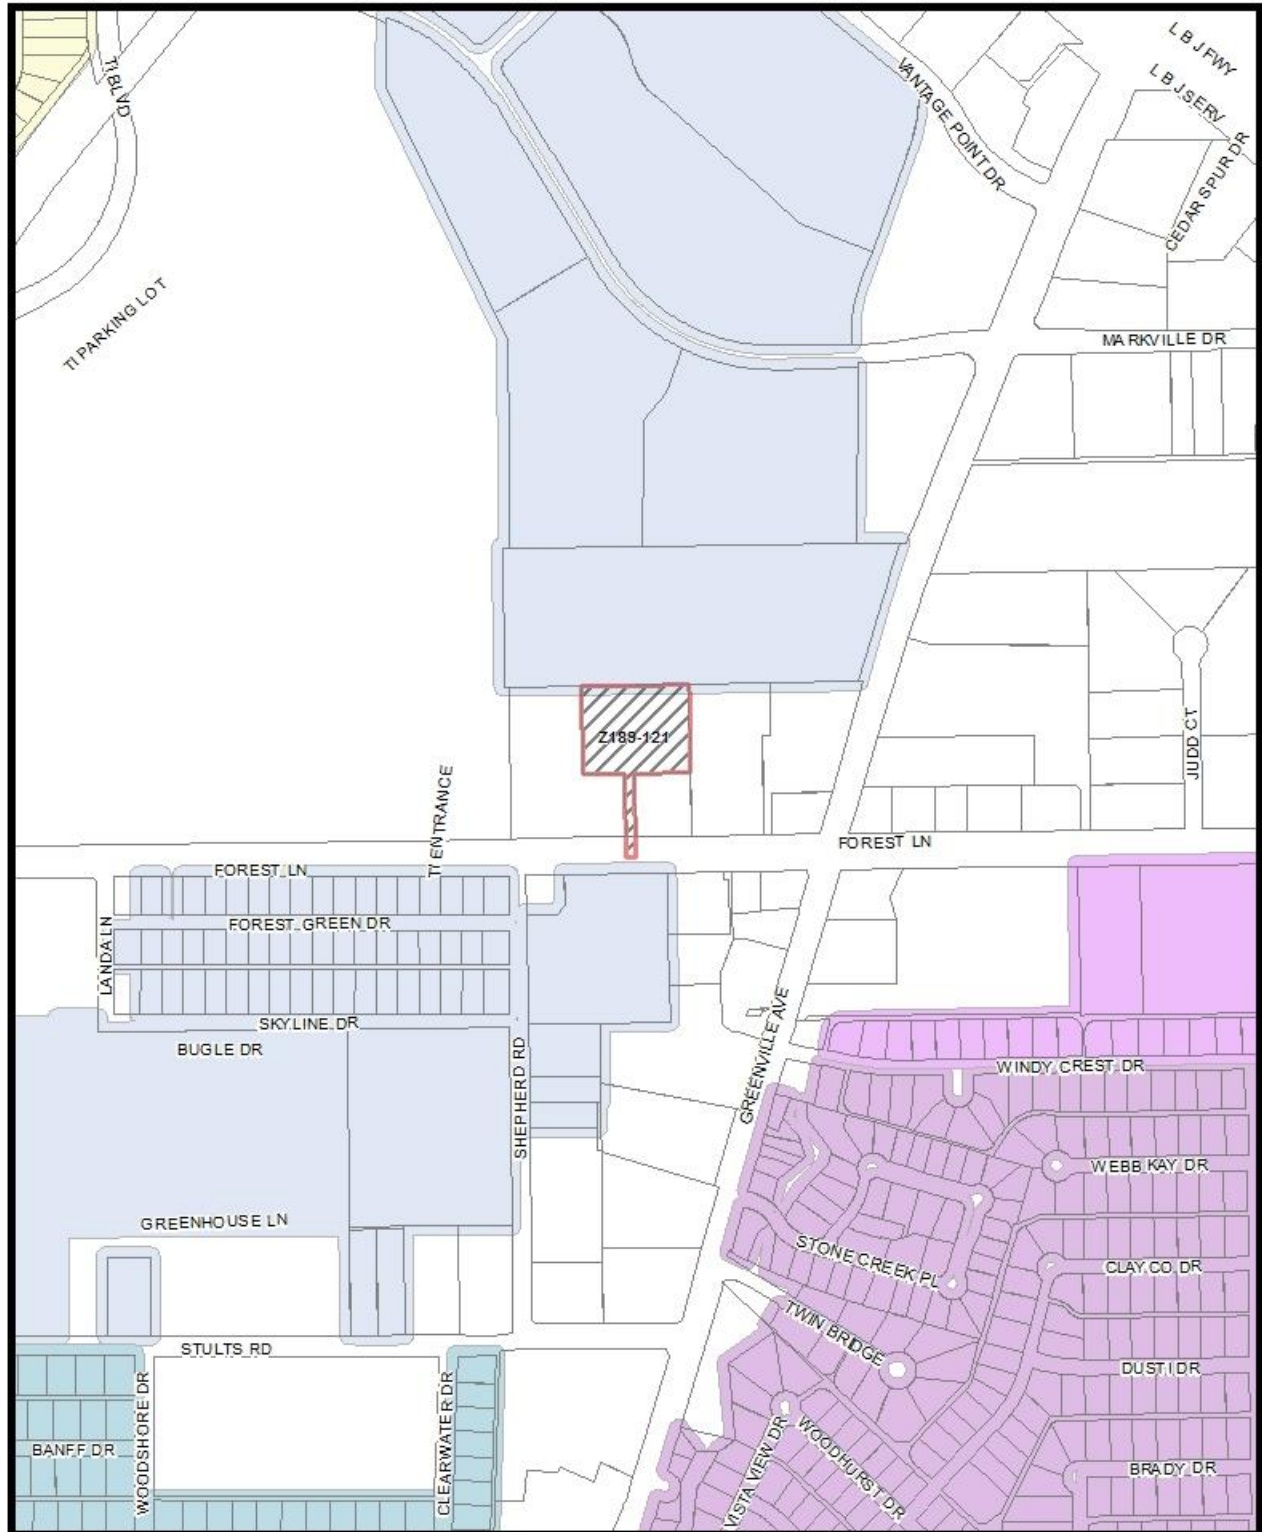 L B J FWY
TI BLVD
L B J SERV
VANTAGE POINT DR
CEDAR SPUR DR
TI PARKING LOT
MARKVILLE DR
Z189-121
JUDD CT
TI ENTRANCE
FOREST LN
FOREST LN
FOREST GREEN DR
LANDA LN
SKYLINE DR
BUGLE DR
GREENVILLE AVE
SHEPHERD RD
WINDY CREST DR
WEBB KAY DR
GREENHOUSE LN
STONE CREEK PL
CLAY CO DR
TWIN BRIDGE
STULTS RD
DUSTI DR
WOODSHORE DR
CLEARWATER DR
BANFF DR
VISTA VIEW DR
WOODHURST DR
BRADY DR